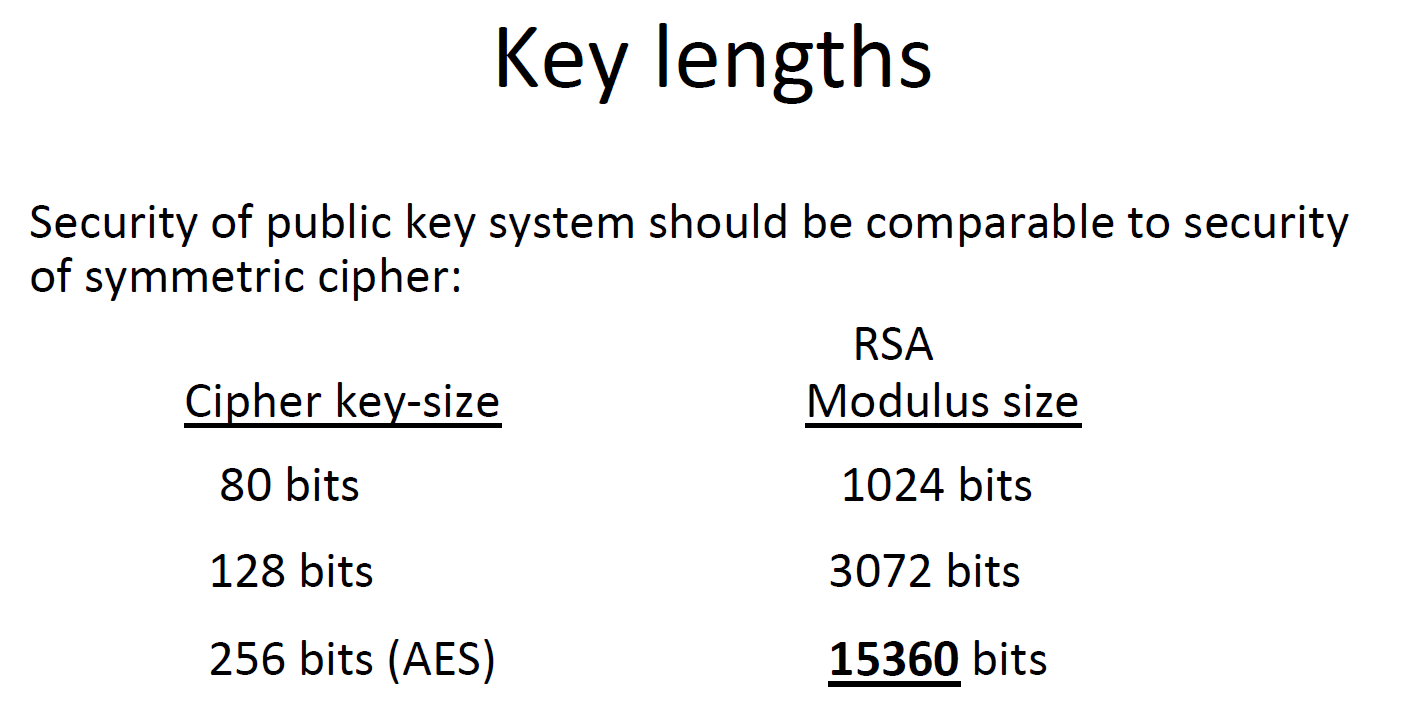 Key lengths
Security of public key system should be comparable to security
of symmetric cipher:
RSA
Cipher key-size Modulus size
80 bits 1024 bits
128 bits 3072 bits
256 bits (AES) 15360 bits